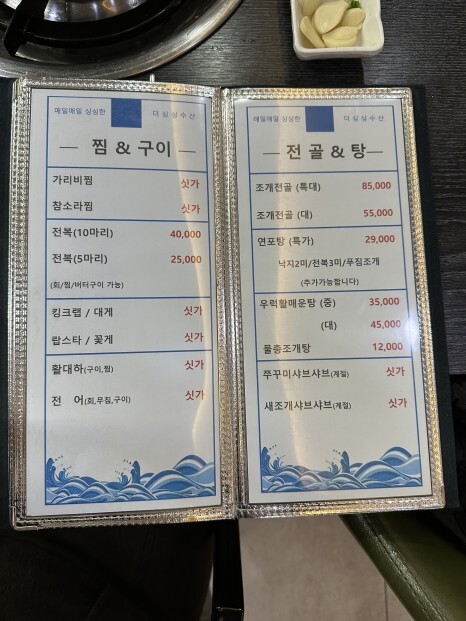 매일매일 싱싱한 더심싱수산
찜 & 구이
가리비찜 싯가
참소라찜 싯가
전복(10마리) 40,000
전복(5마리) 25,000
(회/찜/버터구이 가능)
킹크랩 / 대게 싯가
랍스타 / 꽃게 싯가
활대하(구이,찜) 싯가
전 어(회,무침,구이) 싯가
매일매일 싱싱한 더심싱수산
전골 & 탕
조개전골 (특대) 85,000
조개전골 (대) 55,000
연포탕 (특가) 29,000
낙지2미/전복3미/푸짐조개
(추가가능합니다)
우럭활매운탕 (중) 35,000
(대) 45,000
물총조개탕 12,000
쭈꾸미샤브샤브(계절) 싯가
새조개샤브샤브(계절) 싯가